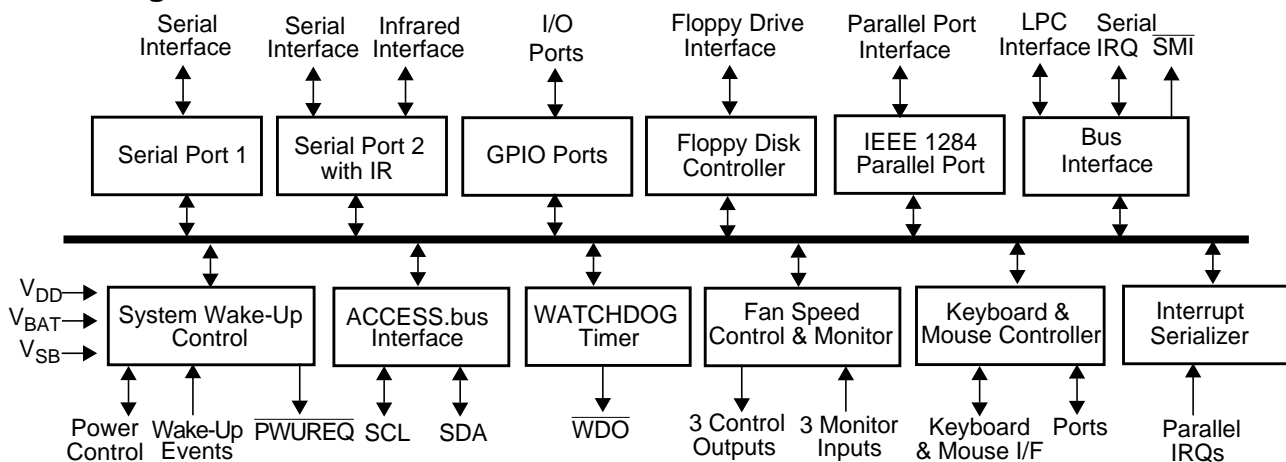 Serial
Interface
Serial
Interface
Infrared
Interface
I/O
Ports
Floppy Drive
Interface
Parallel Port
Interface
LPC
Interface
Serial
IRQ
SMI
Serial Port 1
Serial Port 2
with IR
GPIO Ports
Floppy Disk
Controller
IEEE 1284
Parallel Port
Bus
Interface
VDD
VBAT
VSB
System Wake-Up
Control
ACCESS.bus
Interface
WATCHDOG
Timer
Fan Speed
Control & Monitor
Keyboard &
Mouse Controller
Interrupt
Serializer
Power
Control
Wake-Up
Events
PWUREQ
SCL
SDA
WDO
3 Control
Outputs
3 Monitor
Inputs
Keyboard
& Mouse I/F
Ports
Parallel
IRQs